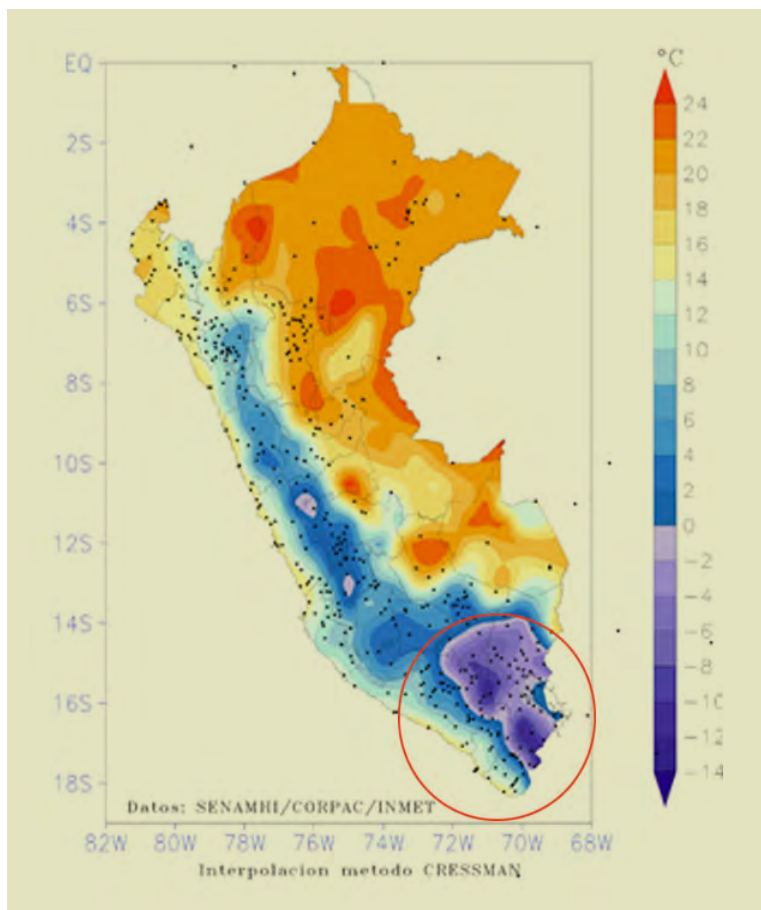 °C
EQ
2S
4S
6S
8S
10S
12S
14S
16S
18S
24
22
20
18
16
14
10
8
6
4
2
0
-2
-4
-6
-8
-10
-12
-14
Datos: SENAMHI/CORPAC/INMET
82W 80W 78W 76W 74W 72W 70W 68W
Interpolacion metodo CRESSMAN